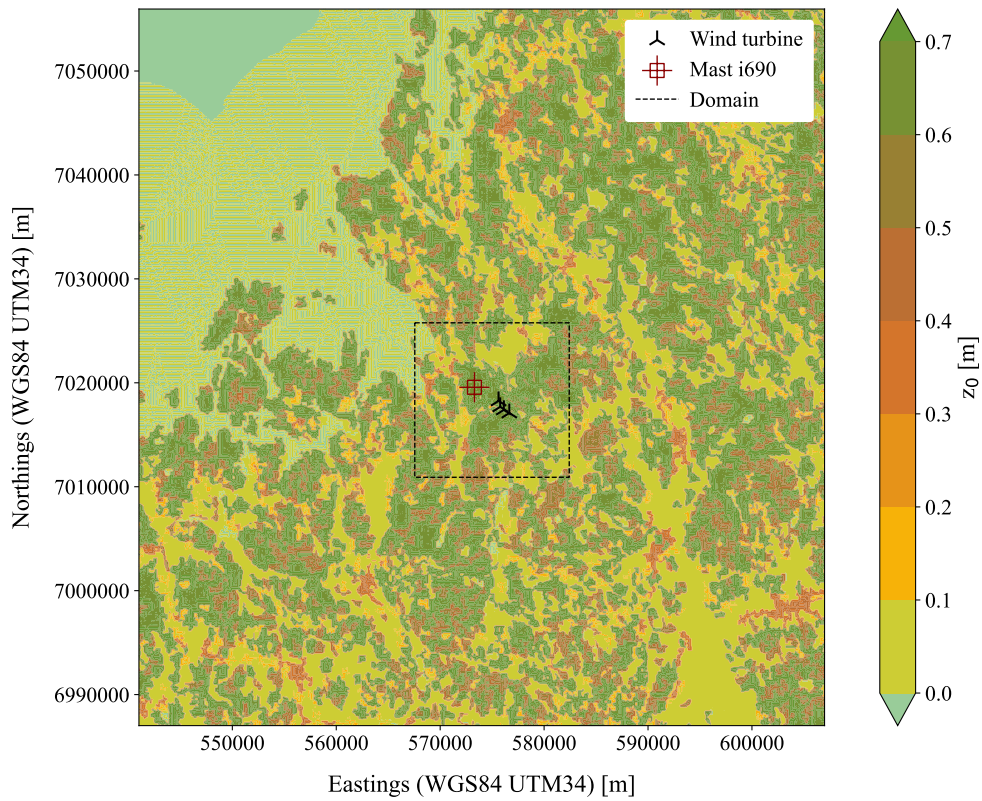 Wind turbine
Mast i690
Domain
7050000
7040000
7030000
7020000
7010000
7000000
6990000
Northings (WGS84 UTM34) [m]
550000 560000 570000 580000 590000 600000
Eastings (WGS84 UTM34) [m]
0.7
0.6
0.5
0.4
0.3
0.2
0.1
0.0
z0 [m]